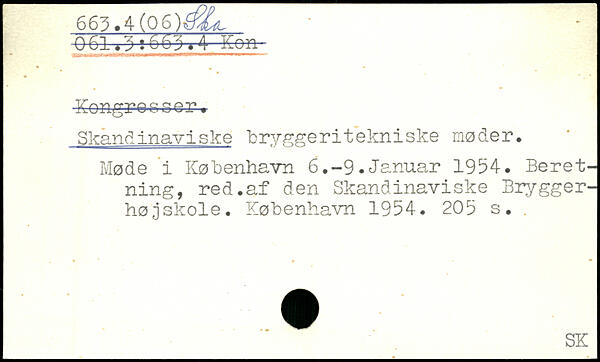 663.4(06) Ska
061.3:663.4 Kon
Kongresser.
Skandinaviske bryggeritekniske møder.
Møde i København 6.-9.Januar 1954. Beret-
ning, red.af den Skandinaviske Brygger-
højskole. København 1954. 205 s.
SK